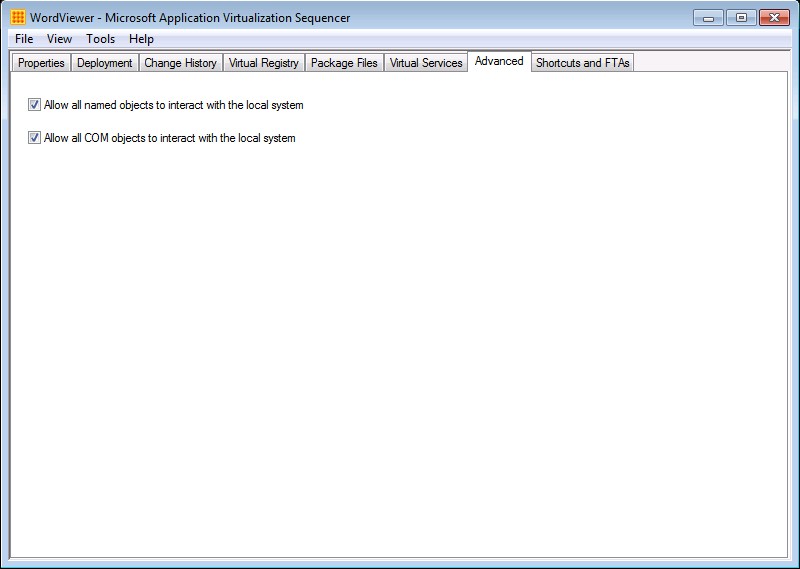 WordViewer - Microsoft Application Virtualization Sequencer
File View Tools Help
Properties Deployment Change History Virtual Registry Package Files Virtual Services Advanced Shortcuts and FTAs
Allow all named objects to interact with the local system
Allow all COM objects to interact with the local system